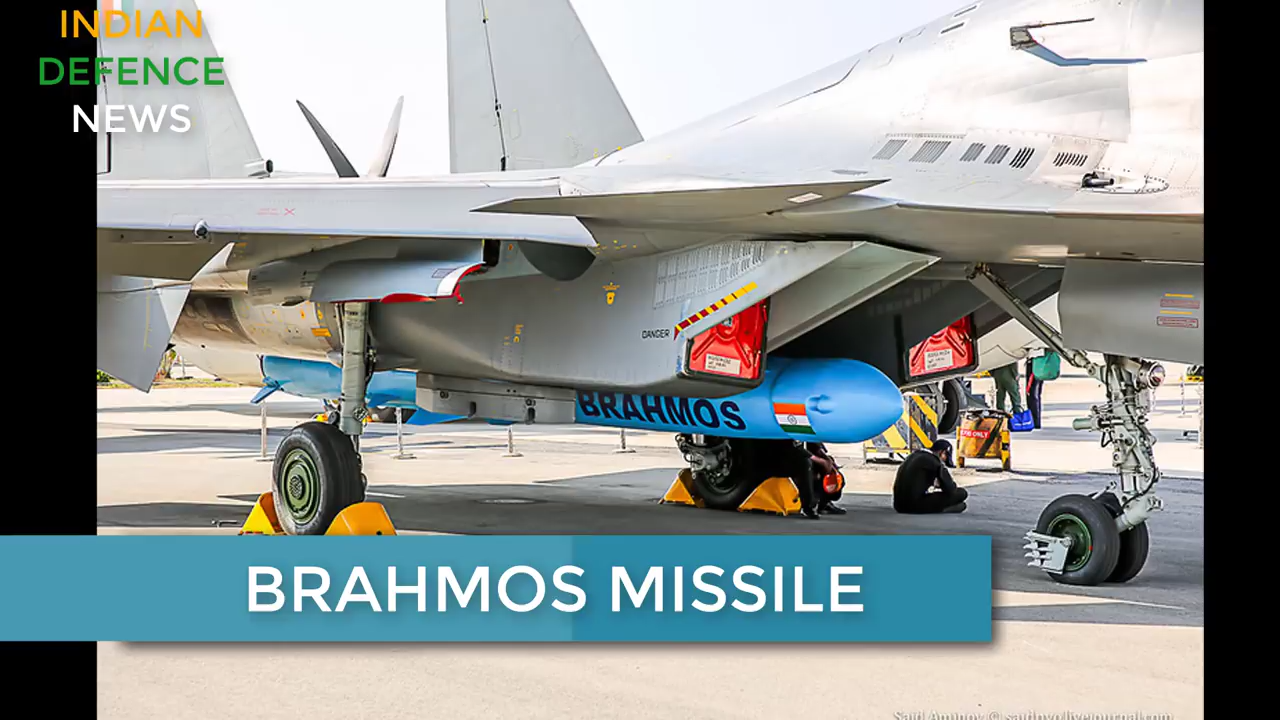 INDIAN
DEFENCE
NEWS
DANGER
BRAHMOS
BRAHMOS MISSILE